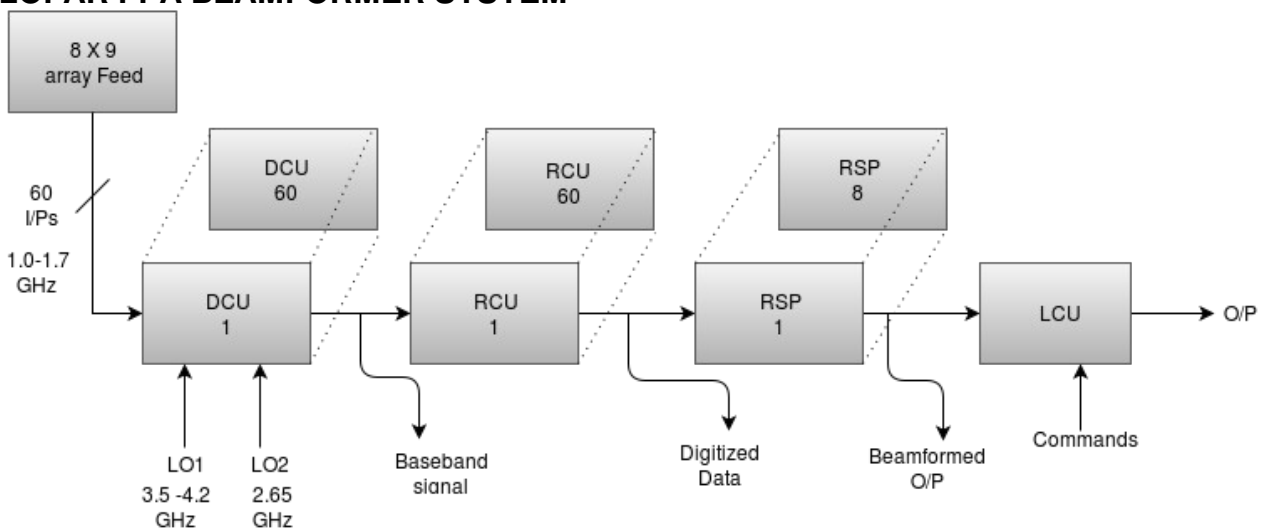 8 X 9
array Feed
60
I/Ps
1.0-1.7
GHz
DCU
60
RCU
60
RSP
8
DCU
1
RCU
1
RSP
1
LCU
O/P
LO1
3.5 -4.2
GHz
LO2
2.65
GHz
Baseband
signal
Digitized
Data
Beamformed
O/P
Commands